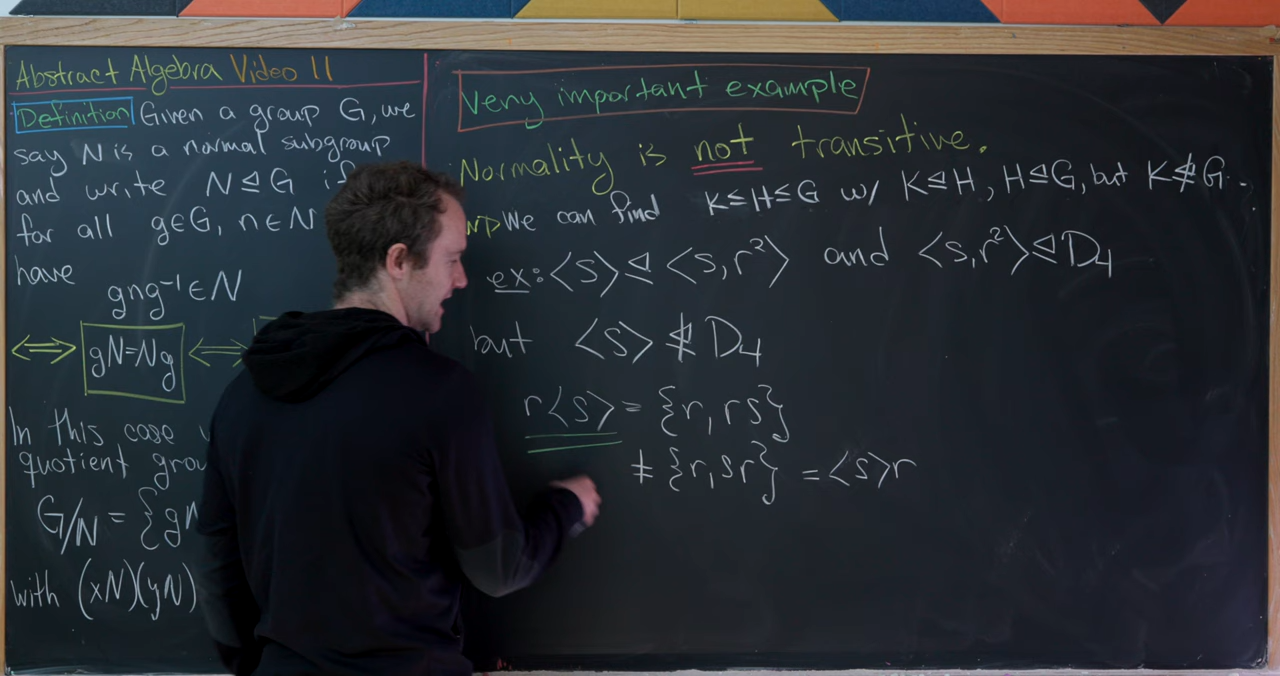 Abstract Algebra Video 11
Definition Given a group G, we
say N is a normal subgroup
and write N⊴G if
for all g∈G, n∈N
have
gng⁻¹∈N
⟺ gN=Ng ⟺
In this case
quotient
G/N = {g
with (xN)(yN)
Very important example
Normality is not transitive.
We can find K≤H≤G w/ K⊴H, H⊴G, but K⋬G.
ex: <s>⊴<s,r²> and <s,r²>⊴D₄
but <s>⋬D₄
r<s> = {r, rs}
≠ {r, sr} = <s>r